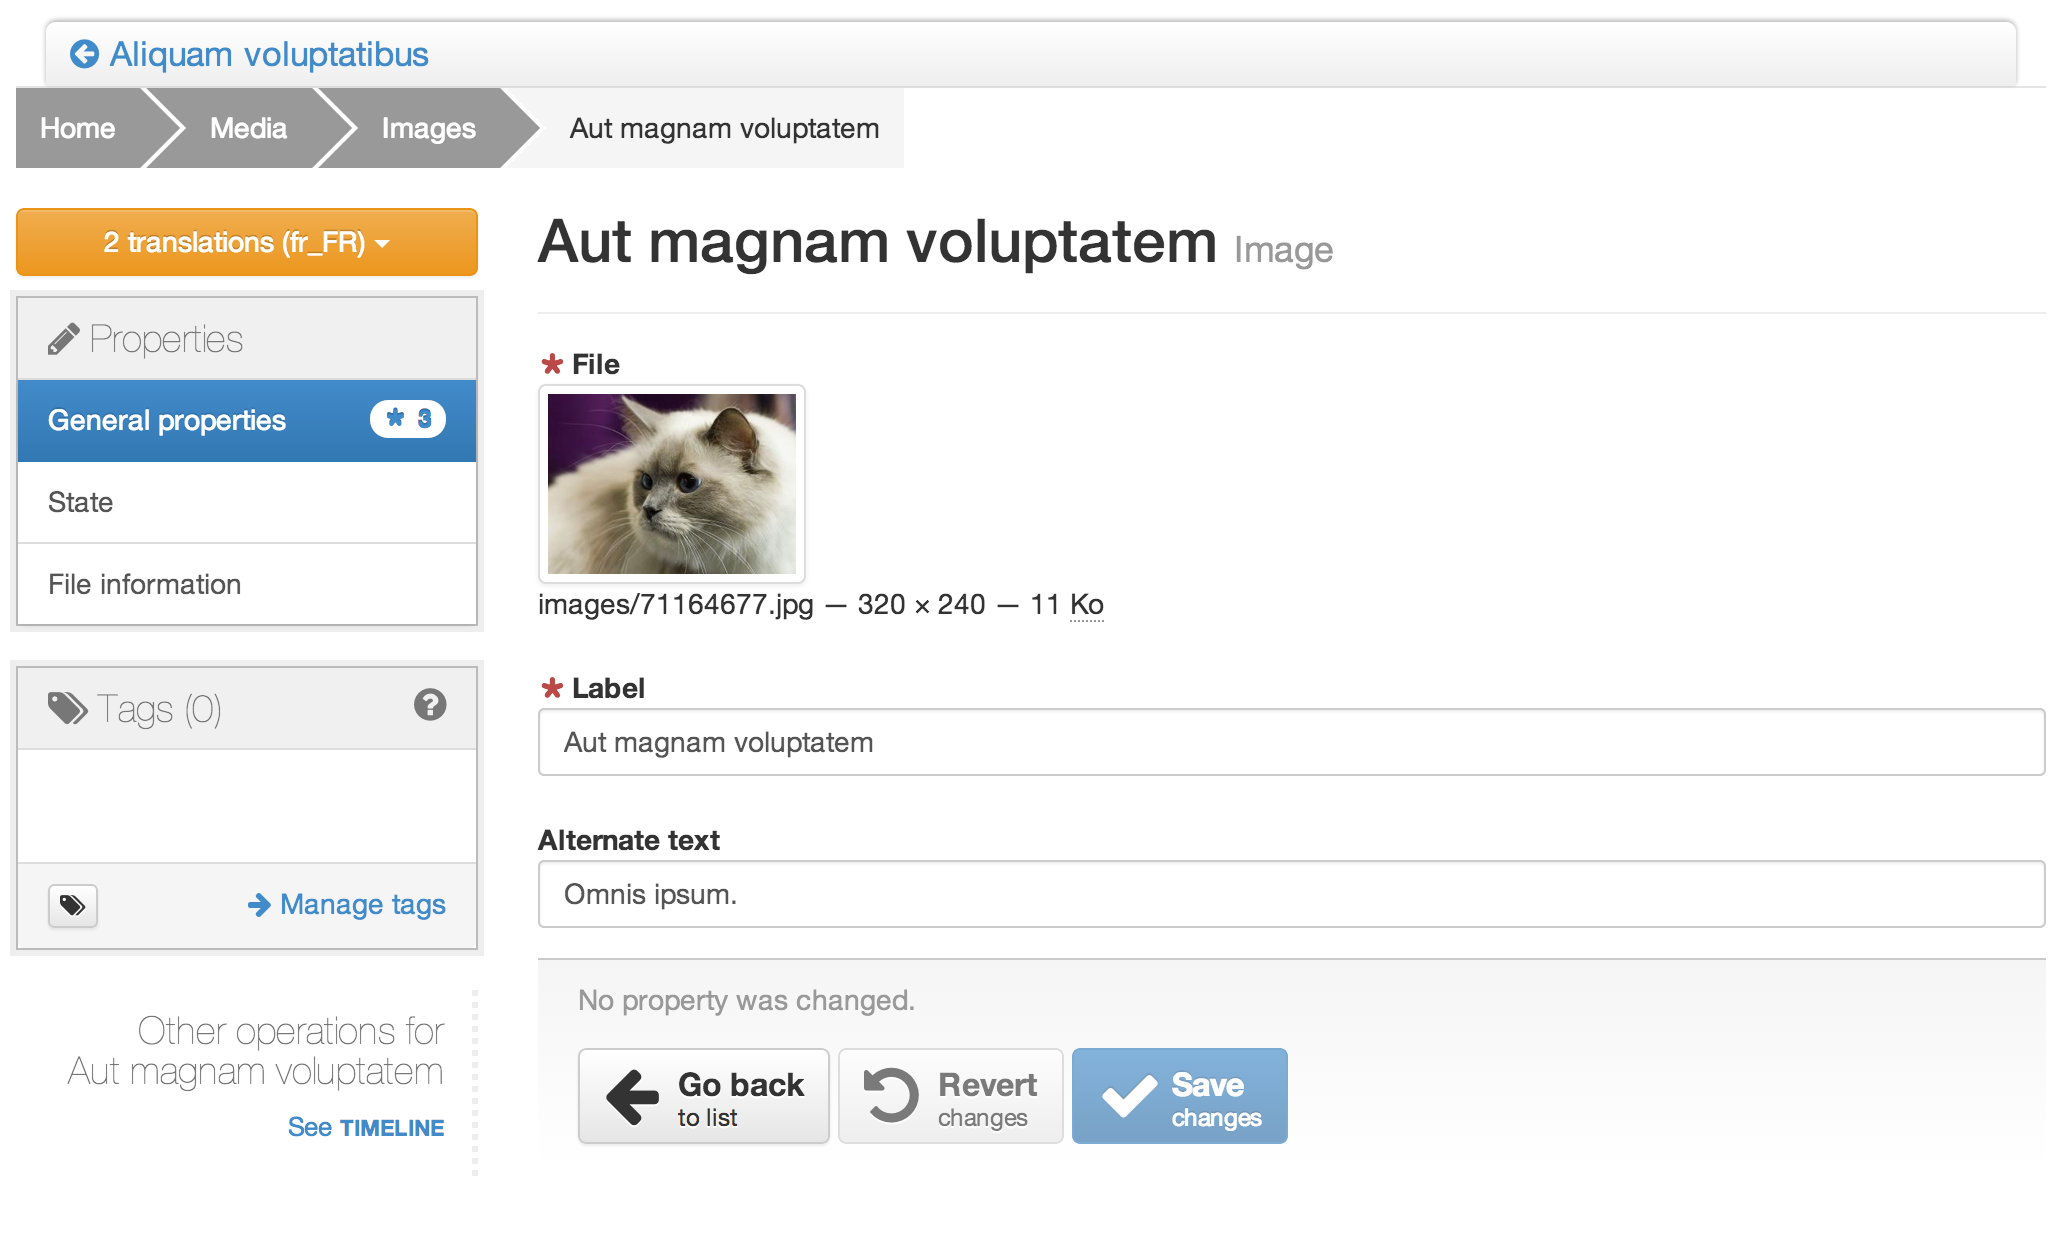 Aliquam voluptatibus
Home
Media
Images
Aut magnam voluptatem
2 translations (fr_FR)
Properties
General properties
* 3
State
File information
Tags (0)
?
Manage tags
Other operations for
Aut magnam voluptatem
See TIMELINE
Aut magnam voluptatem Image
* File
images/71164677.jpg — 320 × 240 — 11 Ko
* Label
Aut magnam voluptatem
Alternate text
Omnis ipsum.
No property was changed.
Go back
to list
Revert
changes
Save
changes